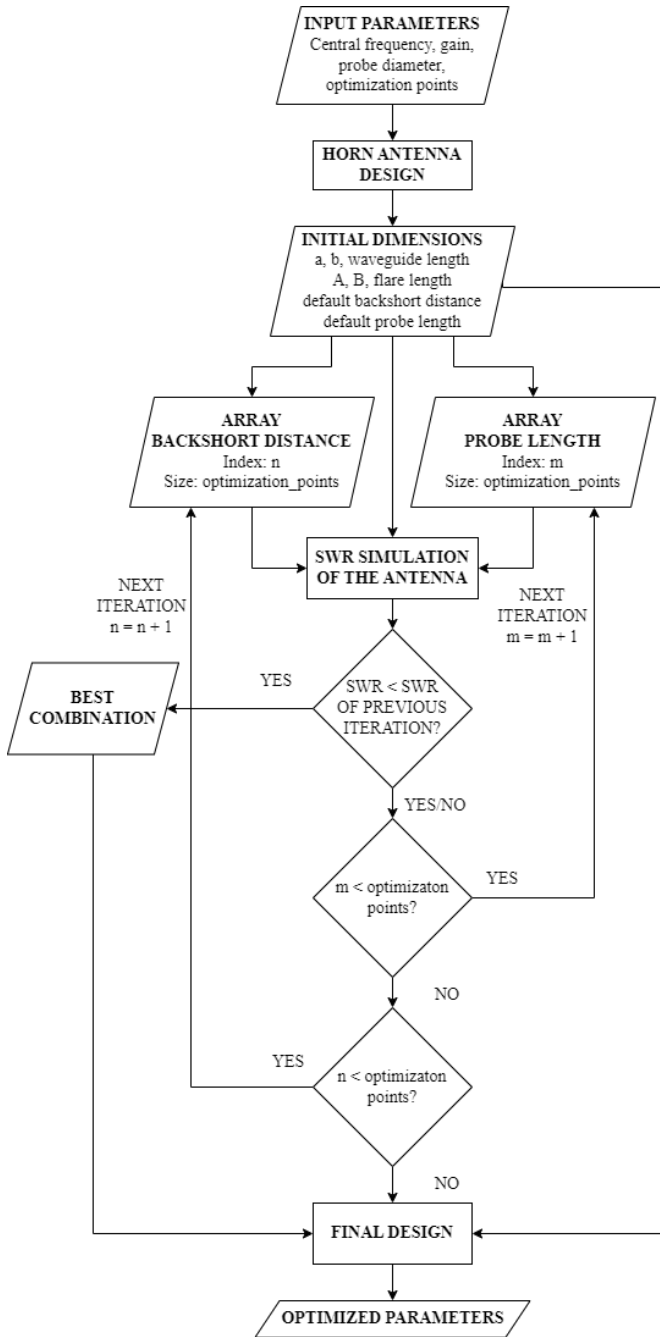 INPUT PARAMETERS
Central frequency, gain,
probe diameter,
optimization points
HORN ANTENNA
DESIGN
INITIAL DIMENSIONS
a, b, waveguide length
A, B, flare length
default backshort distance
default probe length
ARRAY
BACKSHORT DISTANCE
Index: n
Size: optimization_points
ARRAY
PROBE LENGTH
Index: m
Size: optimization_points
SWR SIMULATION
OF THE ANTENNA
NEXT
ITERATION
n = n + 1
NEXT
ITERATION
m = m + 1
YES
SWR < SWR
OF PREVIOUS
ITERATION?
BEST
COMBINATION
YES/NO
m < optimizaton
points?
YES
NO
YES
n < optimizaton
points?
NO
FINAL DESIGN
OPTIMIZED PARAMETERS